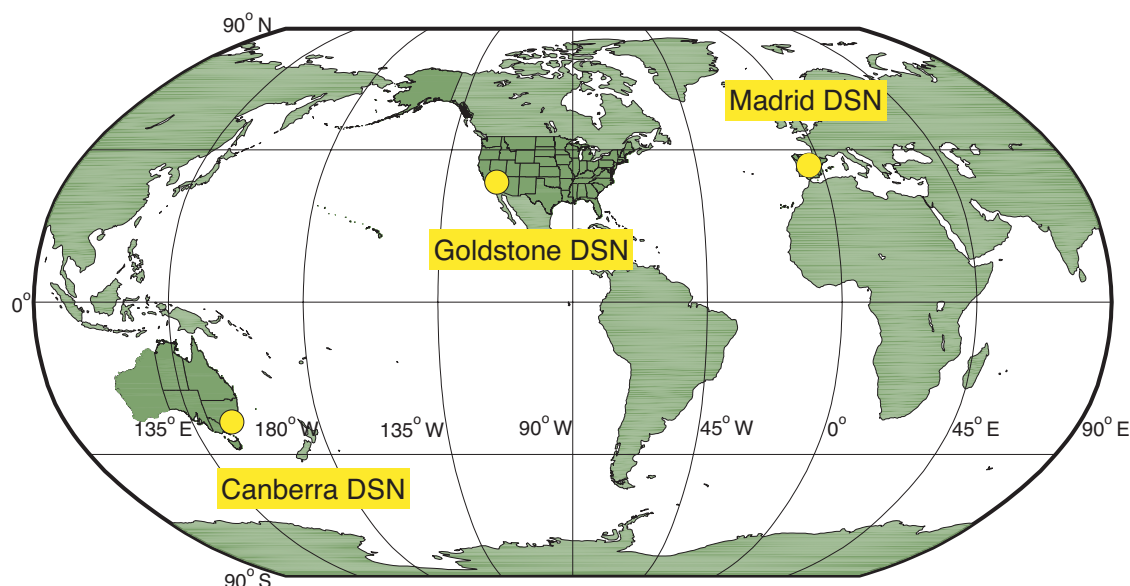 90° N
Madrid DSN
Goldstone DSN
0°
135° E
180° W
135° W
90° W
45° W
0°
45° E
90° E
Canberra DSN
90° S